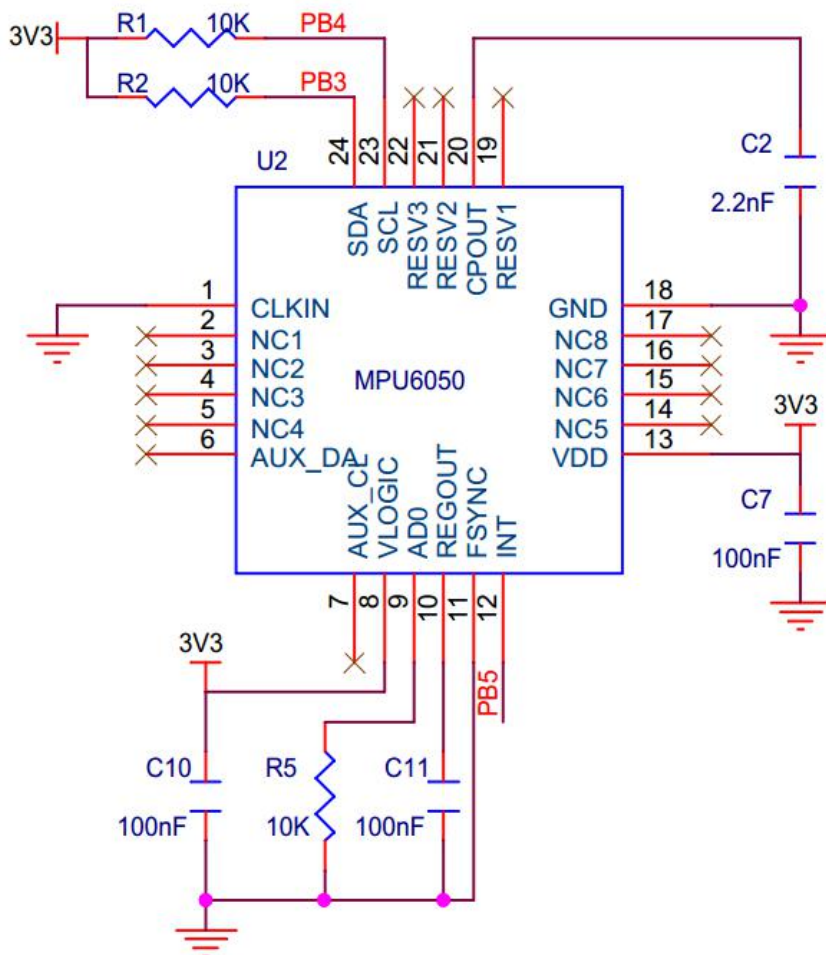 R1 10K PB4
3V3
R2 10K PB3
24 23 22 21 20 19
U2
C2
2.2nF
SDA SCL RESV3 RESV2 CPOUT RESV1
1 CLKIN GND 18
2 NC1 NC8 17
3 NC2 NC7 16
4 NC3 MPU6050 NC6 15
5 NC4 NC5 14
6 AUX_DA VDD 13
3V3
C7
100nF
AUX_CL VLOGIC AD0 REGOUT FSYNC INT
7 8 9 10 11 12
3V3
PB5
C10 R5 C11
100nF 10K 100nF